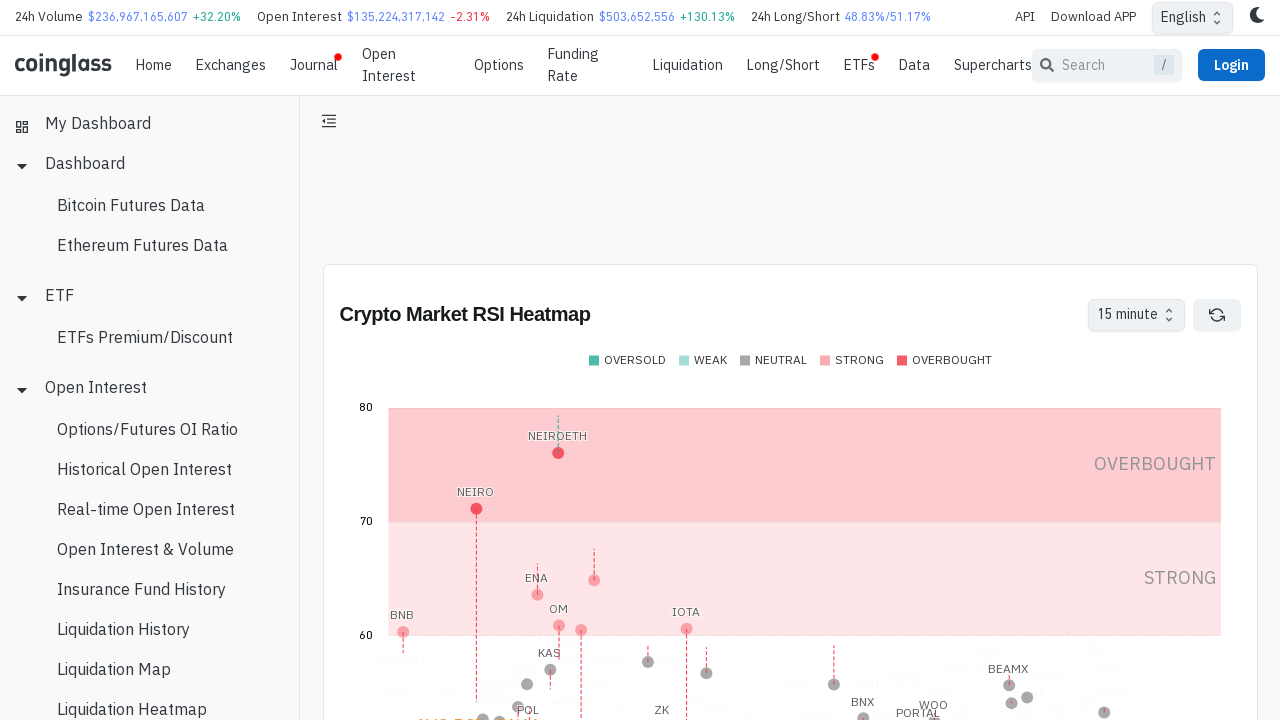 24h Volume $236,967,165,607 +32.20% Open Interest $135,224,317,142 -2.31% 24h Liquidation $503,652,556 +130.13% 24h Long/Short 48.83%/51.17% API Download APP English
coinglass Home Exchanges Journal Open Interest Options Funding Rate Liquidation Long/Short ETFs Data Supercharts Search / Login
My Dashboard
Dashboard
Bitcoin Futures Data
Ethereum Futures Data
ETF
ETFs Premium/Discount
Open Interest
Options/Futures OI Ratio
Historical Open Interest
Real-time Open Interest
Open Interest & Volume
Insurance Fund History
Liquidation History
Liquidation Map
Liquidation Heatmap
Crypto Market RSI Heatmap 15 minute
OVERSOLD WEAK NEUTRAL STRONG OVERBOUGHT
80
NEIROETH
OVERBOUGHT
NEIRO
70
ENA STRONG
OM
BNB IOTA
60
KAS
BEAMX
BNX WOO
POL ZK PORTAL